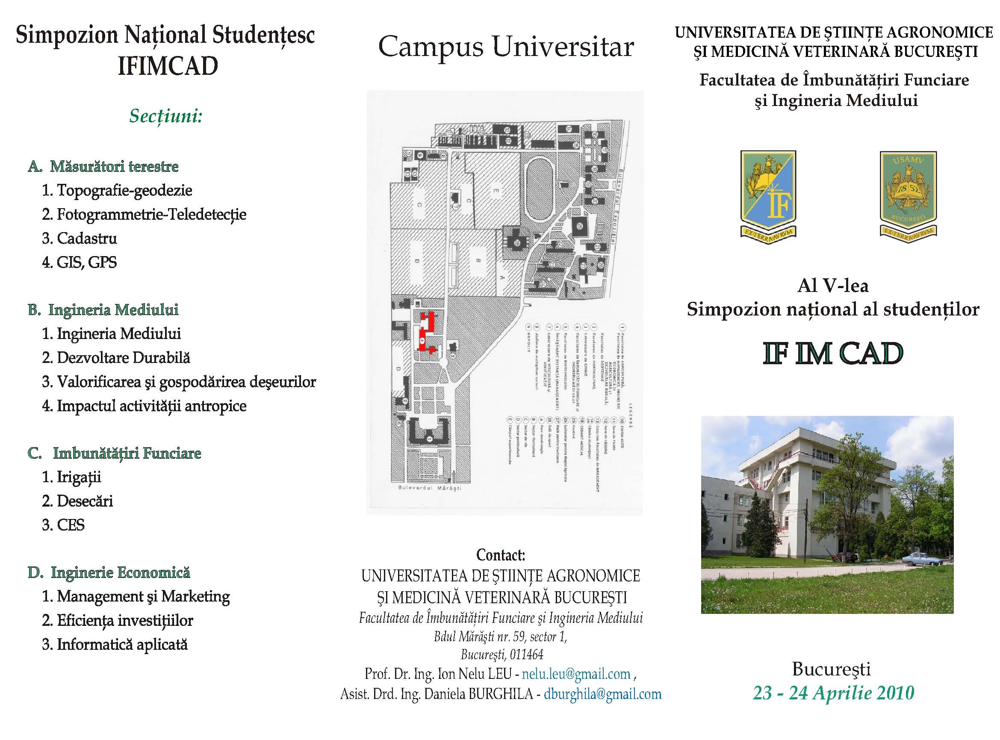 Simpozion Național Studențesc
IFIMCAD
Secțiuni:
A. Măsurători terestre
1. Topografie-geodezie
2. Fotogrammetrie-Teledetecție
3. Cadastru
4. GIS, GPS
B. Ingineria Mediului
1. Ingineria Mediului
2. Dezvoltare Durabilă
3. Valorificarea şi gospodărirea deşeurilor
4. Impactul activității antropice
C. Imbunătățiri Funciare
1. Irigații
2. Desecări
3. CES
D. Inginerie Economică
1. Management şi Marketing
2. Eficiența investițiilor
3. Informatică aplicată
Campus Universitar
Bulevardul Expoziției
LEGENDĂ
1 Facultatea de AGRICULTURĂ;
Facultatea de MANAGEMENT, INGINERIE
ECONOMICĂ în
AGRICULTURĂ şi
DEZVOLTARE RURALĂ;
Facultatea de ZOOTEHNIE
2 Facultatea de HORTICULTURĂ
3 Laboratoare de CHIMIE
4 Facultatea de ÎMBUNĂTĂȚIRI FUNCIARE şi
INGINERIA MEDIULUI
5 Facultatea de BIOTEHNOLOGII
6 ÎNVĂȚĂMÂNT DISTANȚĂ (MANAGEMENT)
7 Laboratoare de VITICULTURĂ şi
VINIFICAȚIE
8 Ateliere de multiplicat cursuri
9 DEPOZIT
10 Atelier AUTO
11 Sere de FLORI
12 Sere de LEGUME
13 Corp nou Facultatea de MANAGEMENT
Cămine studențeşti
18 CABINET MEDICAL
25 Cantină
26 Laborator pentru Maşini Agricole
27 Hală pentru tractoare
28 Sală de sport
A Parc dendrologic
B Sector floricultură
C Sector de vie
D Sector pomicultură
E Câmpuri experimentale
Bulevardul Mărăşti
Contact:
UNIVERSITATEA DE ŞTIINȚE AGRONOMICE
ŞI MEDICINĂ VETERINARĂ BUCUREŞTI
Facultatea de Îmbunătățiri Funciare şi Ingineria Mediului
Bdul Mărăşti nr. 59, sector 1,
Bucureşti, 011464
Prof. Dr. Ing. Ion Nelu LEU - nelu.leu@gmail.com ,
Asist. Drd. Ing. Daniela BURGHILA - dburghila@gmail.com
UNIVERSITATEA DE ŞTIINȚE AGRONOMICE
ŞI MEDICINĂ VETERINARĂ BUCUREŞTI
Facultatea de Îmbunătățiri Funciare
şi Ingineria Mediului
IF
EX·TERRA·AVRVM
USAMV
1852
BUCUREŞTI
EX·TERRA·AVRVM
Al V-lea
Simpozion național al studenților
IF IM CAD
Bucureşti
23 - 24 Aprilie 2010